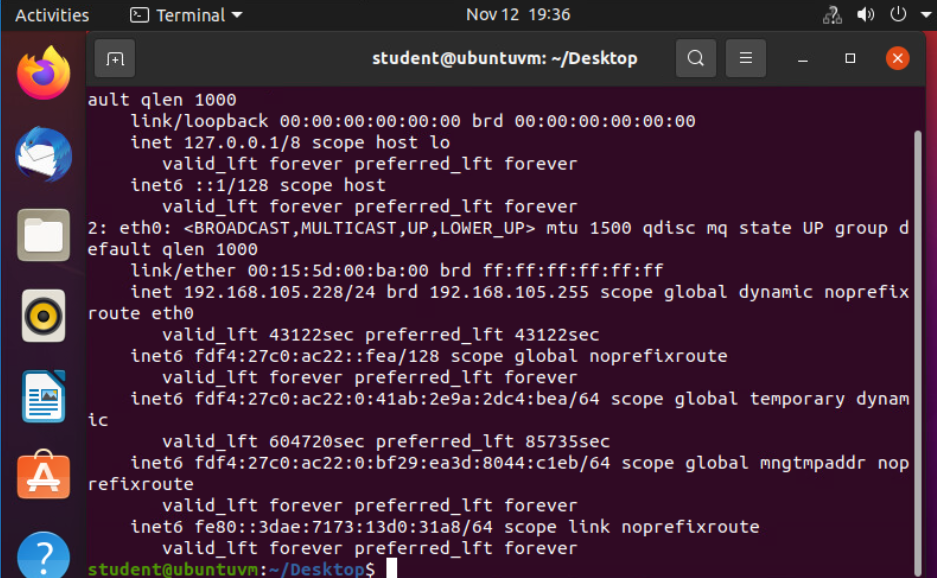 Activities Terminal Nov 12 19:36
student@ubuntuvm: ~/Desktop
ault qlen 1000
link/loopback 00:00:00:00:00:00 brd 00:00:00:00:00:00
inet 127.0.0.1/8 scope host lo
valid_lft forever preferred_lft forever
inet6 ::1/128 scope host
valid_lft forever preferred_lft forever
2: eth0: <BROADCAST,MULTICAST,UP,LOWER_UP> mtu 1500 qdisc mq state UP group d
efault qlen 1000
link/ether 00:15:5d:00:ba:00 brd ff:ff:ff:ff:ff:ff
inet 192.168.105.228/24 brd 192.168.105.255 scope global dynamic noprefix
route eth0
valid_lft 43122sec preferred_lft 43122sec
inet6 fdf4:27c0:ac22::fea/128 scope global noprefixroute
valid_lft forever preferred_lft forever
inet6 fdf4:27c0:ac22:0:41ab:2e9a:2dc4:bea/64 scope global temporary dynam
ic
valid_lft 604720sec preferred_lft 85735sec
inet6 fdf4:27c0:ac22:0:bf29:ea3d:8044:c1eb/64 scope global mngtmpaddr nop
refixroute
valid_lft forever preferred_lft forever
inet6 fe80::3dae:7173:13d0:31a8/64 scope link noprefixroute
valid_lft forever preferred_lft forever
student@ubuntuvm:~/Desktop$